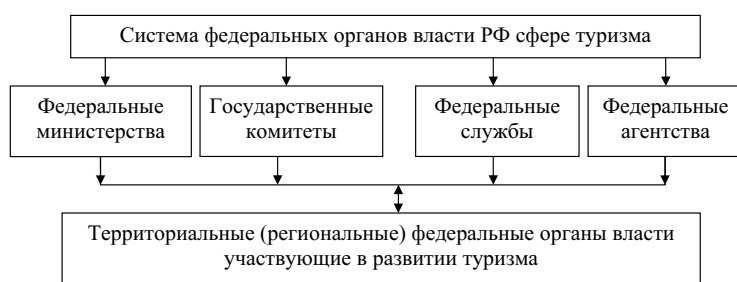 Система федеральных органов власти РФ сфере туризма
Федеральные
министерства
Государственные
комитеты
Федеральные
службы
Федеральные
агентства
Территориальные (региональные) федеральные органы власти
участвующие в развитии туризма